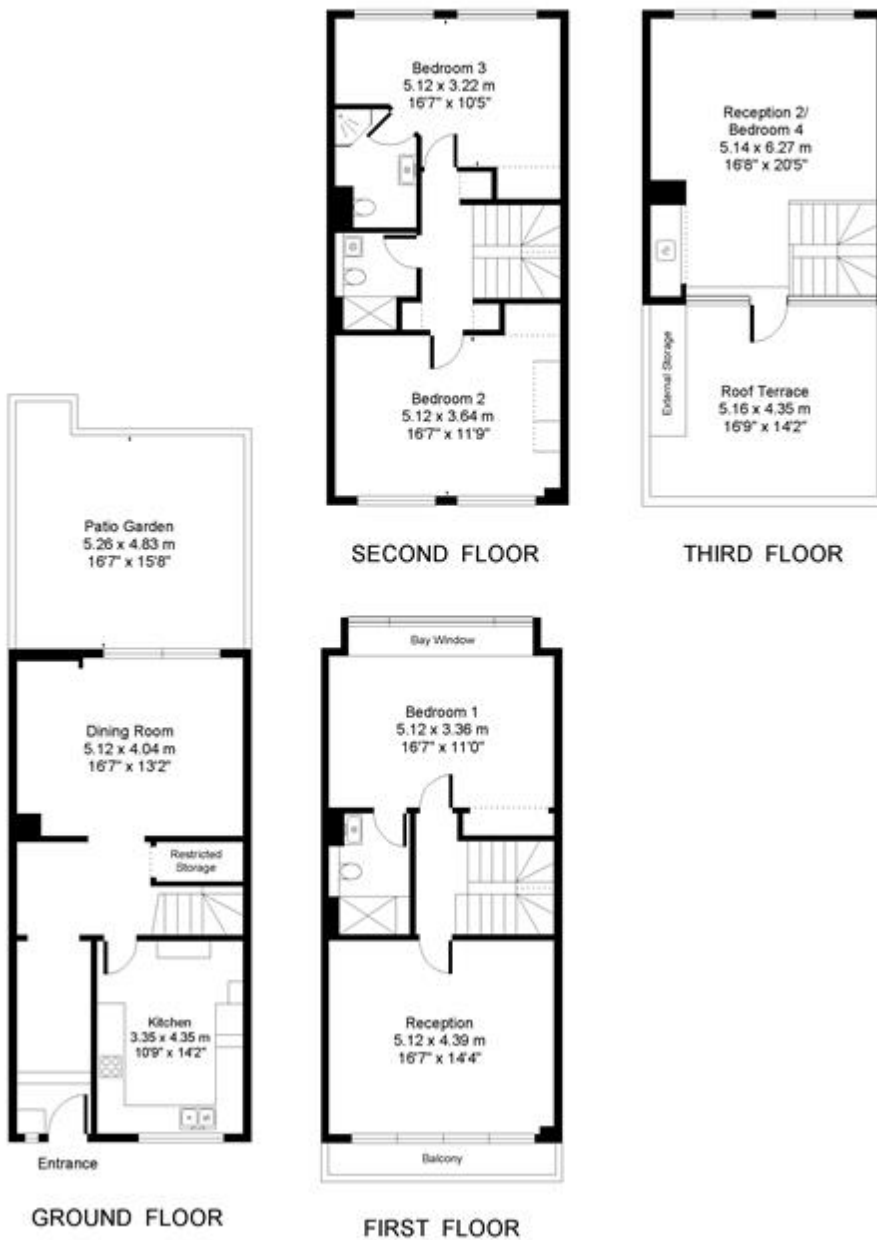 Bedroom 3
5.12 x 3.22 m
16'7" x 10'5"
Bedroom 2
5.12 x 3.64 m
16'7" x 11'9"
SECOND FLOOR
Reception 2/
Bedroom 4
5.14 x 6.27 m
16'8" x 20'5"
External Storage
Roof Terrace
5.16 x 4.35 m
16'9" x 14'2"
THIRD FLOOR
Patio Garden
5.26 x 4.83 m
16'7" x 15'8"
Dining Room
5.12 x 4.04 m
16'7" x 13'2"
Restricted
Storage
Kitchen
3.35 x 4.35 m
10'9" x 14'2"
Entrance
GROUND FLOOR
Bay Window
Bedroom 1
5.12 x 3.36 m
16'7" x 11'0"
Reception
5.12 x 4.39 m
16'7" x 14'4"
Balcony
FIRST FLOOR